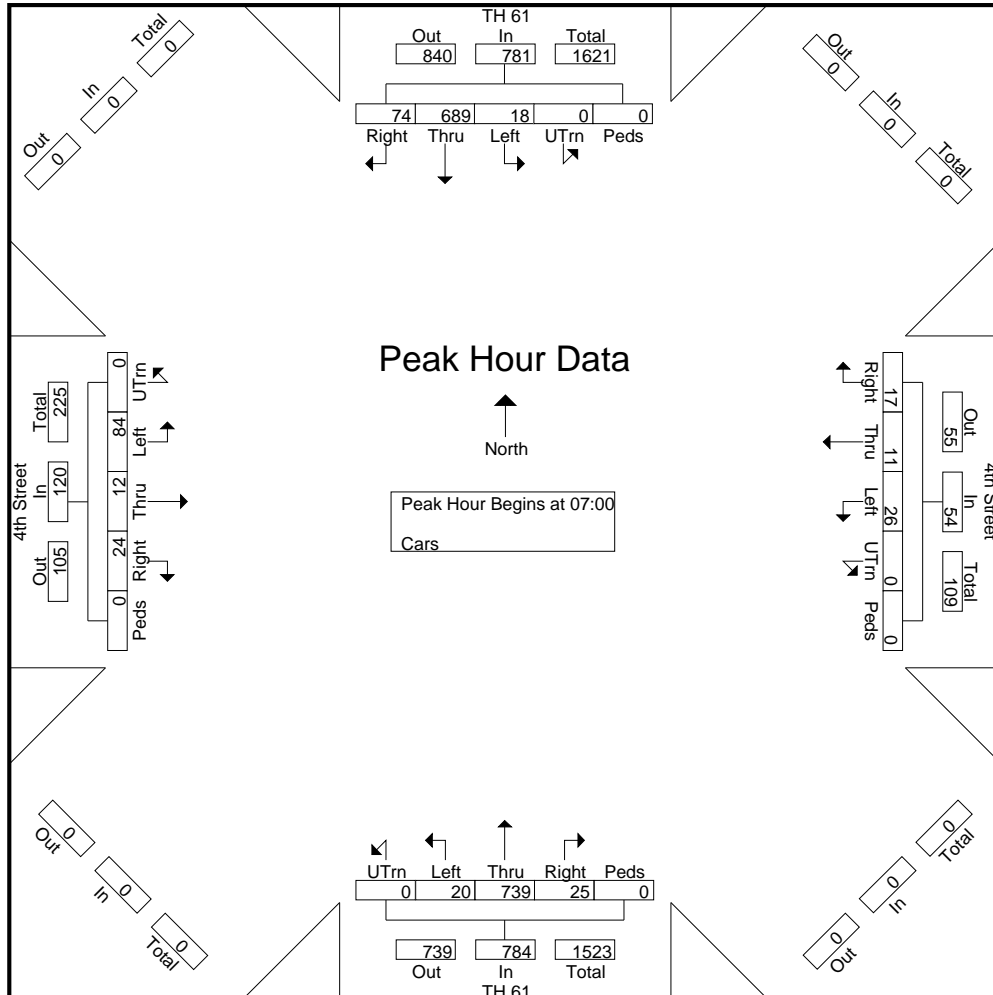 TH 61
Out In Total
840 781 1621
74 689 18 0 0
Right Thru Left UTrn Peds
Total
0
In
0
Out
0
Out
0
In
0
Total
0
4th Street
Total In Out
225 120 105
0 84 12 24 0
UTrn Left Thru Right Peds
Peak Hour Data
North
Peak Hour Begins at 07:00
Cars
Right Thru Left UTrn Peds
17 11 26 0 0
Out In Total
55 54 109
4th Street
0
Out
0
In
0
Total
UTrn Left Thru Right Peds
0 20 739 25 0
739 784 1523
Out In Total
TH 61
0
Total
0
In
0
Out